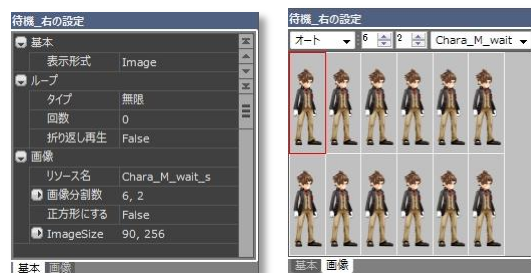 待機_右の設定
基本
表示形式 Image
ループ
タイプ 無限
回数 0
折り返し再生 False
画像
リソース名 Chara_M_wait_s
画像分割数 6, 2
正方形にする False
ImageSize 90, 256
基本 画像
待機_右の設定
オート 6 2 Chara_M_wait
基本 画像